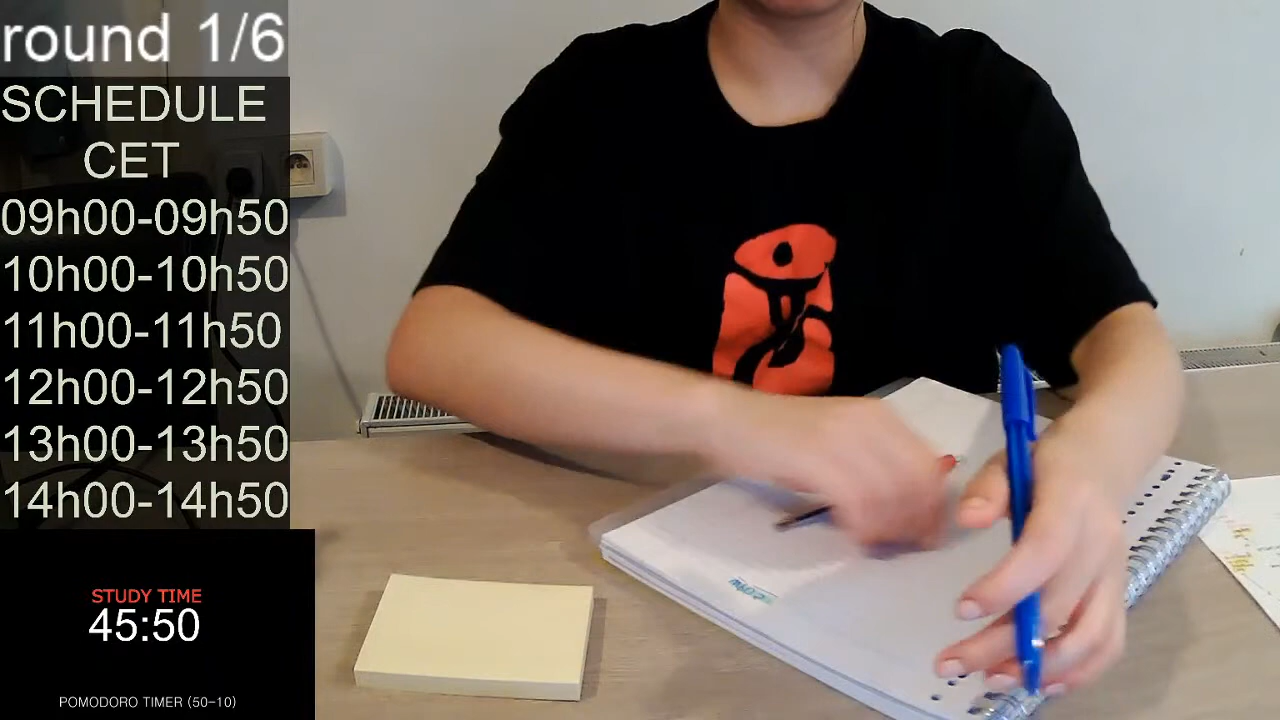 round 1/6
SCHEDULE
CET
09h00-09h50
10h00-10h50
11h00-11h50
12h00-12h50
13h00-13h50
14h00-14h50
STUDY TIME
45:50
POMODORO TIMER (50-10)